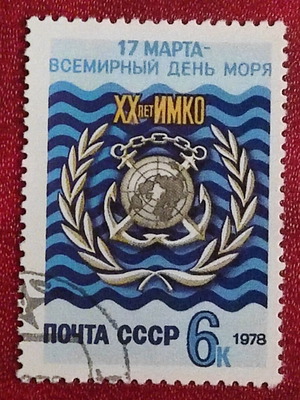 17 МАРТА-
ВСЕМИРНЫЙ ДЕНЬ МОРЯ
XX ЛЕТ ИМКО
ПОЧТА СССР 6К 1978